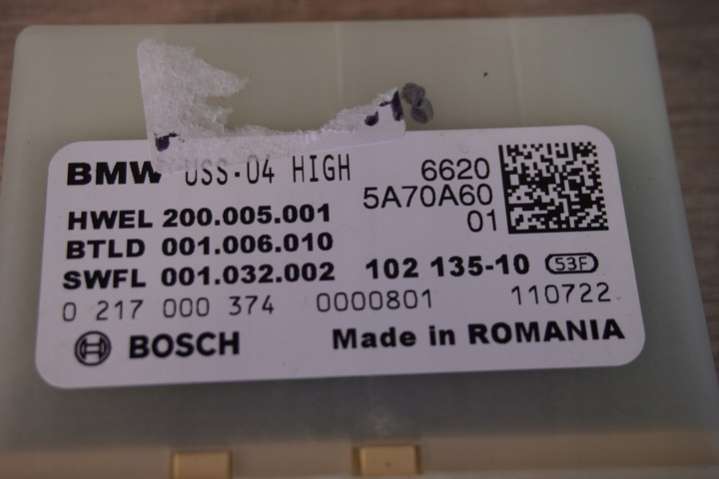 BMW USS-04 HIGH 6620
5A70A60
HWEL 200.005.001 01
BTLD 001.006.010
SWFL 001.032.002 102 135-10 53F
0 217 000 374 0000801 110722
BOSCH Made in ROMANIA